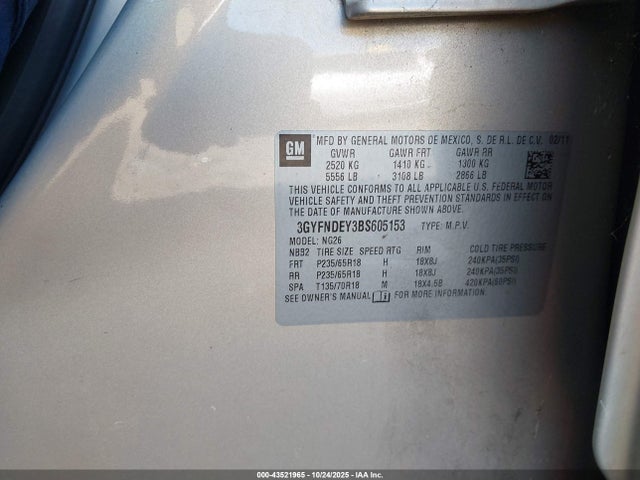 GM
MFD BY GENERAL MOTORS DE MEXICO, S. DE R.L. DE C.V. 02/11
GVWR GAWR FRT GAWR RR
2520 KG 1410 KG 1300 KG
5556 LB 3108 LB 2866 LB
THIS VEHICLE CONFORMS TO ALL APPLICABLE U.S. FEDERAL MOTOR
VEHICLE SAFETY, BUMPER, AND THEFT PREVENTION STANDARDS IN EFFECT
ON THE DATE OF MANUFACTURE SHOWN ABOVE.
3GYFNDEY3BS605153 TYPE: M.P.V.
MODEL: NG26
NB92 TIRE SIZE SPEED RTG RIM COLD TIRE PRESSURE
FRT P235/65R18 H 18X8J 240KPA(35PSI)
RR P235/65R18 H 18X8J 240KPA(35PSI)
SPA T135/70R18 M 18X4.5B 420KPA(60PSI)
SEE OWNER'S MANUAL FOR MORE INFORMATION.
000-43521965 - 10/24/2025 - IAA Inc.